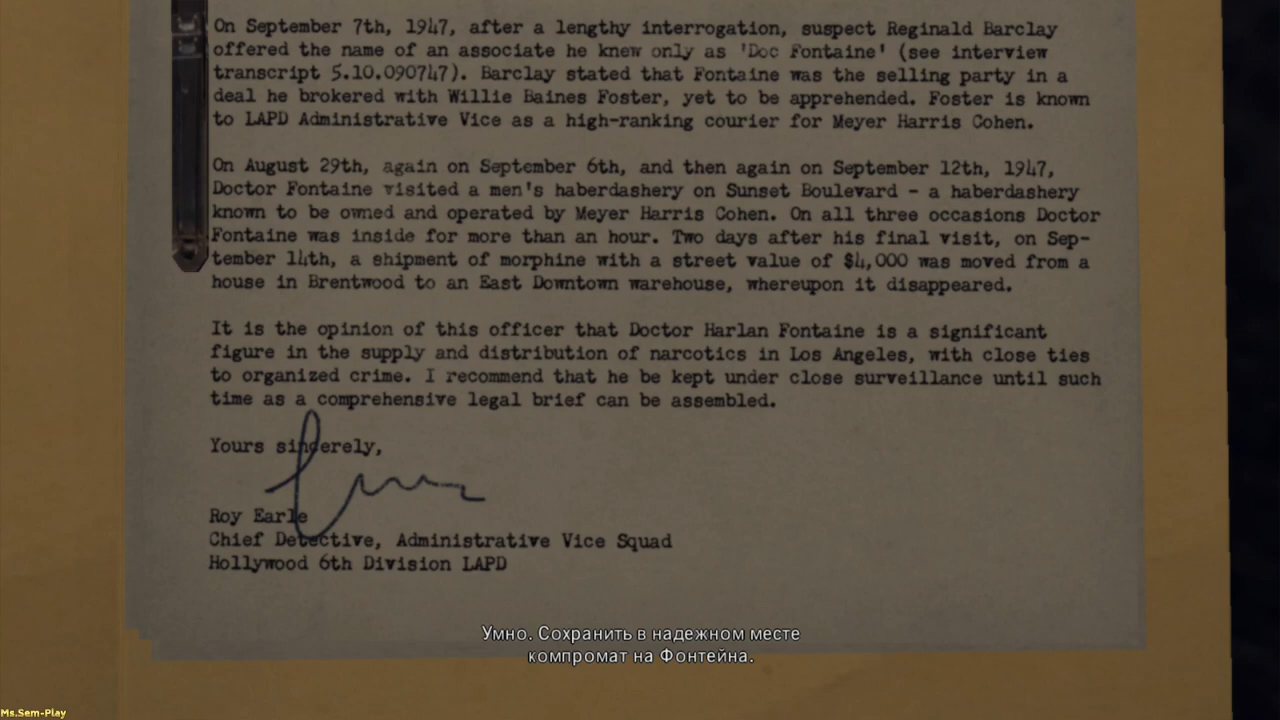 On September 7th, 1947, after a lengthy interrogation, suspect Reginald Barclay
offered the name of an associate he knew only as 'Doc Fontaine' (see interview
transcript 5.10.090747). Barclay stated that Fontaine was the selling party in a
deal he brokered with Willie Baines Foster, yet to be apprehended. Foster is known
to LAPD Administrative Vice as a high-ranking courier for Meyer Harris Cohen.
On August 29th, again on September 6th, and then again on September 12th, 1947,
Doctor Fontaine visited a men's haberdashery on Sunset Boulevard - a haberdashery
known to be owned and operated by Meyer Harris Cohen. On all three occasions Doctor
Fontaine was inside for more than an hour. Two days after his final visit, on Sep-
tember 14th, a shipment of morphine with a street value of $4,000 was moved from a
house in Brentwood to an East Downtown warehouse, whereupon it disappeared.
It is the opinion of this officer that Doctor Harlan Fontaine is a significant
figure in the supply and distribution of narcotics in Los Angeles, with close ties
to organized crime. I recommend that he be kept under close surveillance until such
time as a comprehensive legal brief can be assembled.
Yours sincerely,
Roy Earle
Chief Detective, Administrative Vice Squad
Hollywood 6th Division LAPD
Умно. Сохранить в надежном месте
компромат на Фонтейна.
Ms.Sem-Play